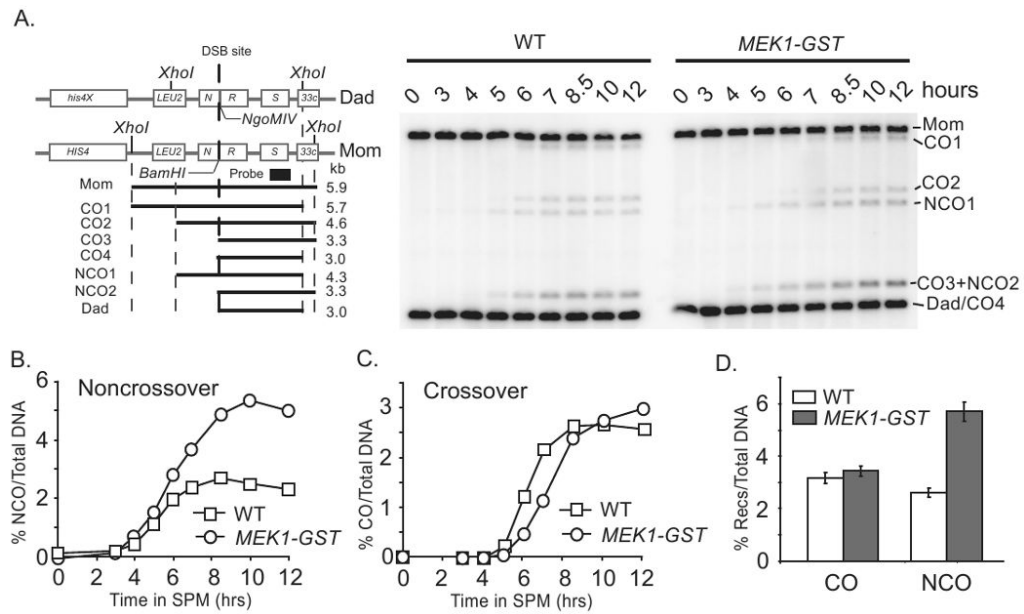 A.
DSB site
XhoI
XhoI
his4X
LEU2
N
R
S
33c
Dad
XhoI
NgoMIV
XhoI
HIS4
LEU2
N
R
S
33c
Mom
BamHI
Probe
kb
Mom 5.9
CO1 5.7
CO2 4.6
CO3 3.3
CO4 3.0
NCO1 4.3
NCO2 3.3
Dad 3.0
WT
MEK1-GST
0 3 4 5 6 7 8.5 10 12
0 3 4 5 6 7 8.5 10 12 hours
Mom
CO1
CO2
NCO1
CO3+NCO2
Dad/CO4
B.
Noncrossover
% NCO/Total DNA
6
4
2
0
WT
MEK1-GST
0 2 4 6 8 10 12
Time in SPM (hrs)
C.
Crossover
% CO/Total DNA
3
2
1
0
WT
MEK1-GST
0 2 4 6 8 10 12
Time in SPM (hrs)
D.
% Recs/Total DNA
6
4
2
0
WT
MEK1-GST
CO NCO